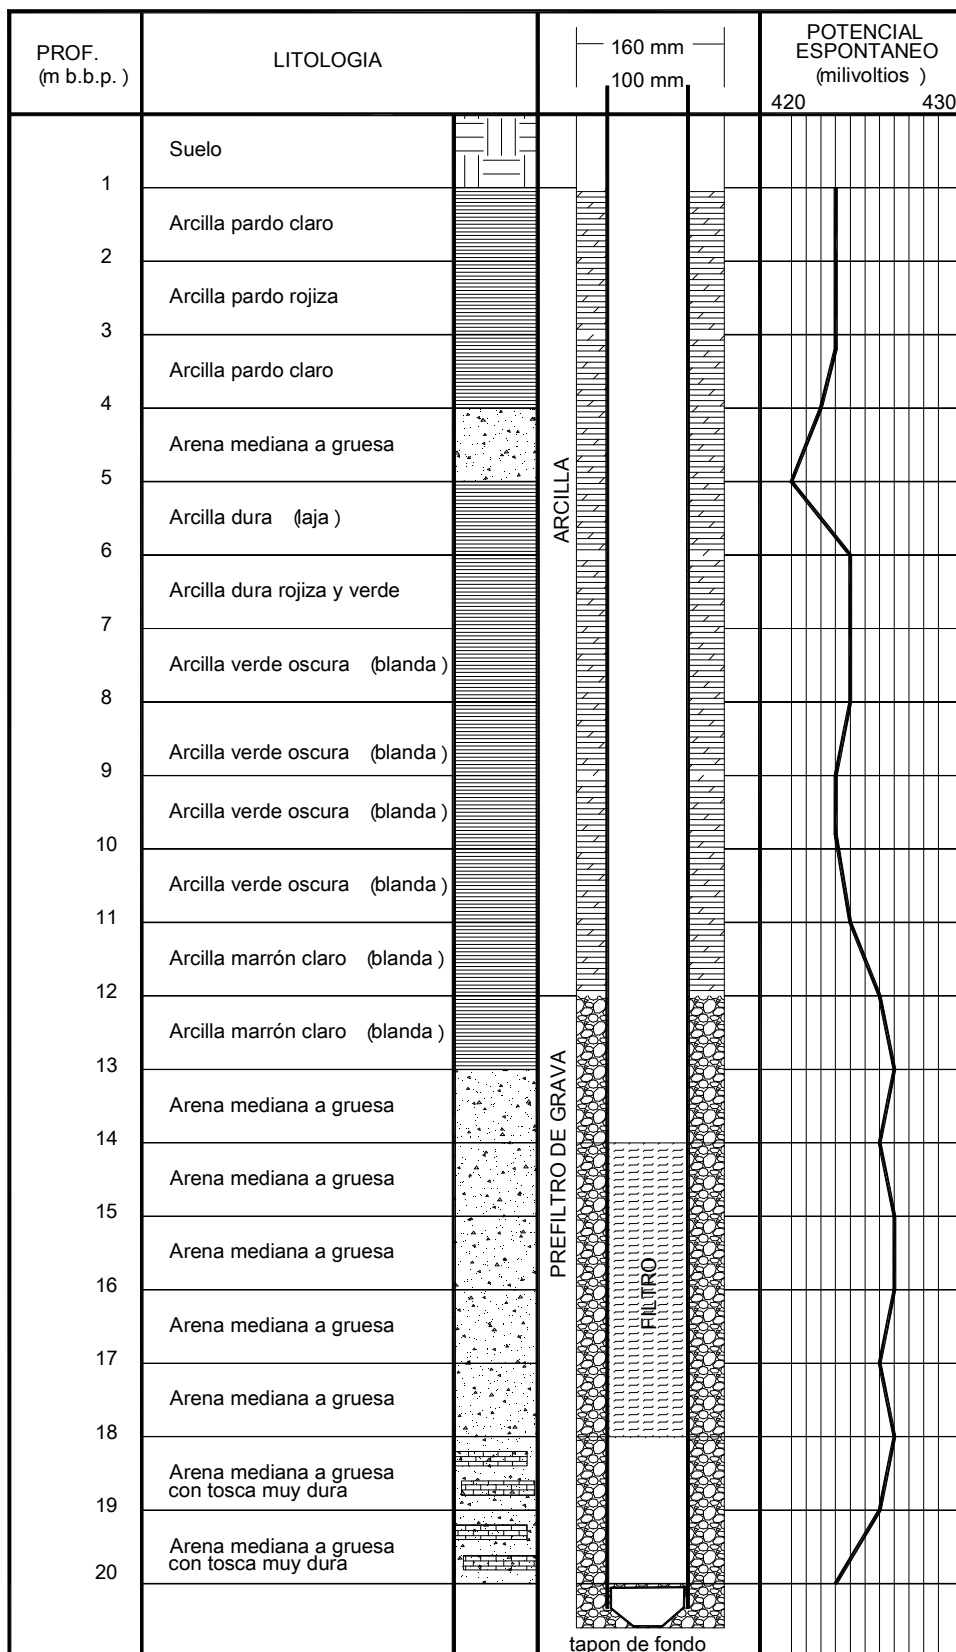 PROF.
(m b.b.p. )
LITOLOGIA
160 mm
100 mm
POTENCIAL
ESPONTANEO
(milivoltios )
420
430
Suelo
1
Arcilla pardo claro
2
Arcilla pardo rojiza
3
Arcilla pardo claro
4
Arena mediana a gruesa
5
Arcilla dura (laja )
6
Arcilla dura rojiza y verde
7
Arcilla verde oscura (blanda )
8
Arcilla verde oscura (blanda )
9
Arcilla verde oscura (blanda )
10
Arcilla verde oscura (blanda )
11
Arcilla marrón claro (blanda )
12
Arcilla marrón claro (blanda )
13
Arena mediana a gruesa
14
Arena mediana a gruesa
15
Arena mediana a gruesa
16
Arena mediana a gruesa
17
Arena mediana a gruesa
18
Arena mediana a gruesa
con tosca muy dura
19
Arena mediana a gruesa
con tosca muy dura
20
ARCILLA
PREFILTRO DE GRAVA
FILTRO
tapon de fondo